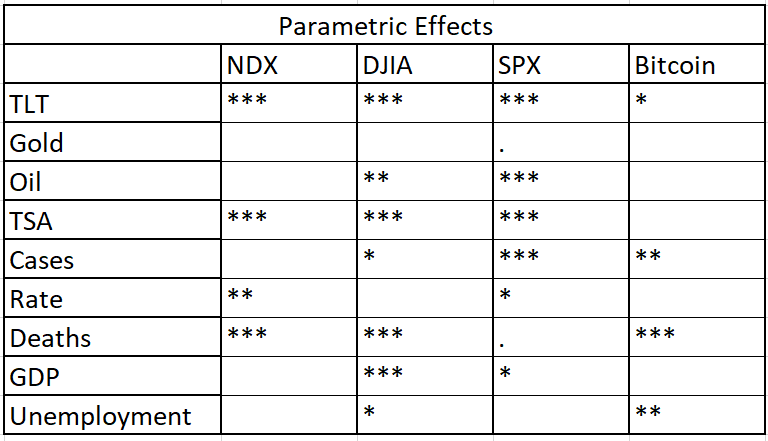 Parametric Effects
NDX DJIA SPX Bitcoin
TLT *** *** *** *
Gold .
Oil ** ***
TSA *** *** ***
Cases * *** **
Rate ** *
Deaths *** *** . ***
GDP *** *
Unemployment * **